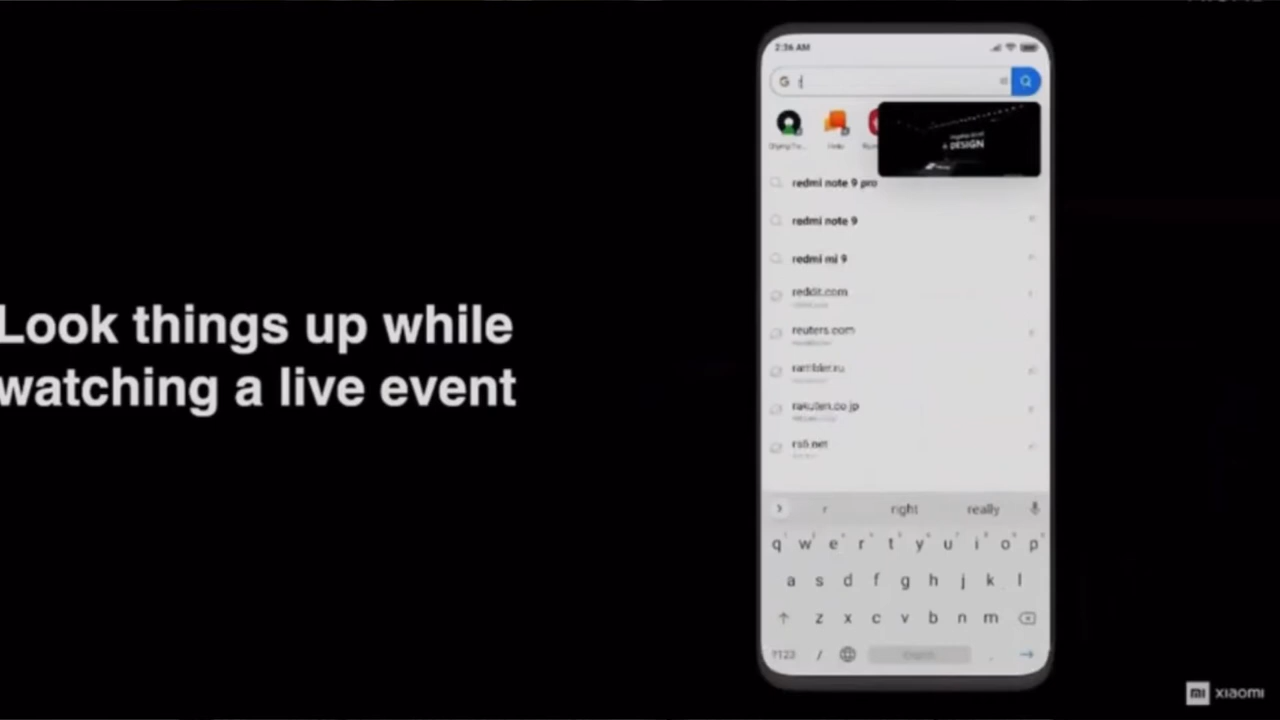 Look things up while
watching a live event
2:36 AM
G r
redmi note 9 pro
redmi note 9
redmi mi 9
reddit.com
reuters.com
rambler.ru
rakuten.co.jp
rs6.net
DESIGN
r right really
q w e r t y u i o p
a s d f g h j k l
z x c v b n m
?123 / .
mi xiaomi